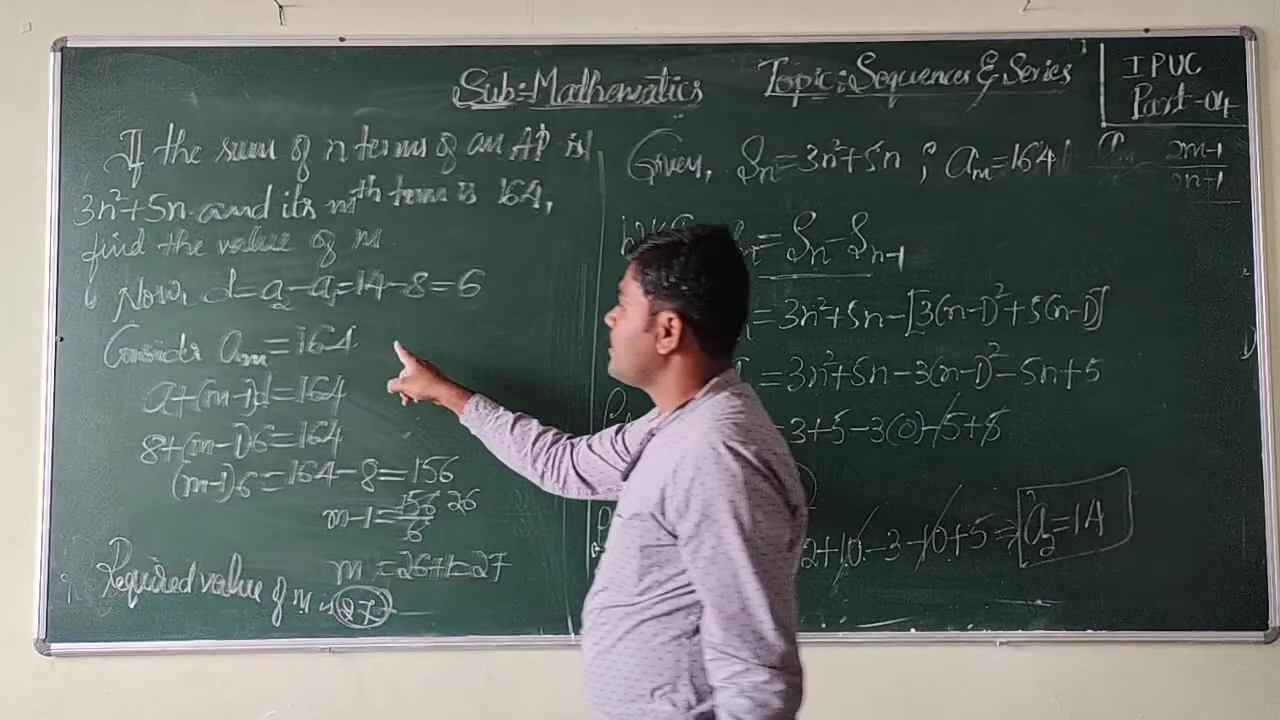 Sub:- Mathematics
Topic:- Sequences & Series
I PUC
Part-04
If the sum of n terms of an AP is
3n²+5n and its mᵗʰ term is 164,
find the value of m.
Now, d=a₂-a₁=14-8=6
Consider aₘ=164
a+(m-1)d=164
8+(m-1)6=164
(m-1)6=164-8=156
m-1=156/6 26
m=26+1=27
Required value of m is 27
Given, Sₙ=3n²+5n ; aₘ=164
2m-1
2n-1
=Sₙ-Sₙ₋₁
=3n²+5n-[3(n-1)²+5(n-1)]
=3n²+5n-3(n-1)²-5n+5
3+5-3(0)-5+5
2+10-3-10+5⇒ a₂=14